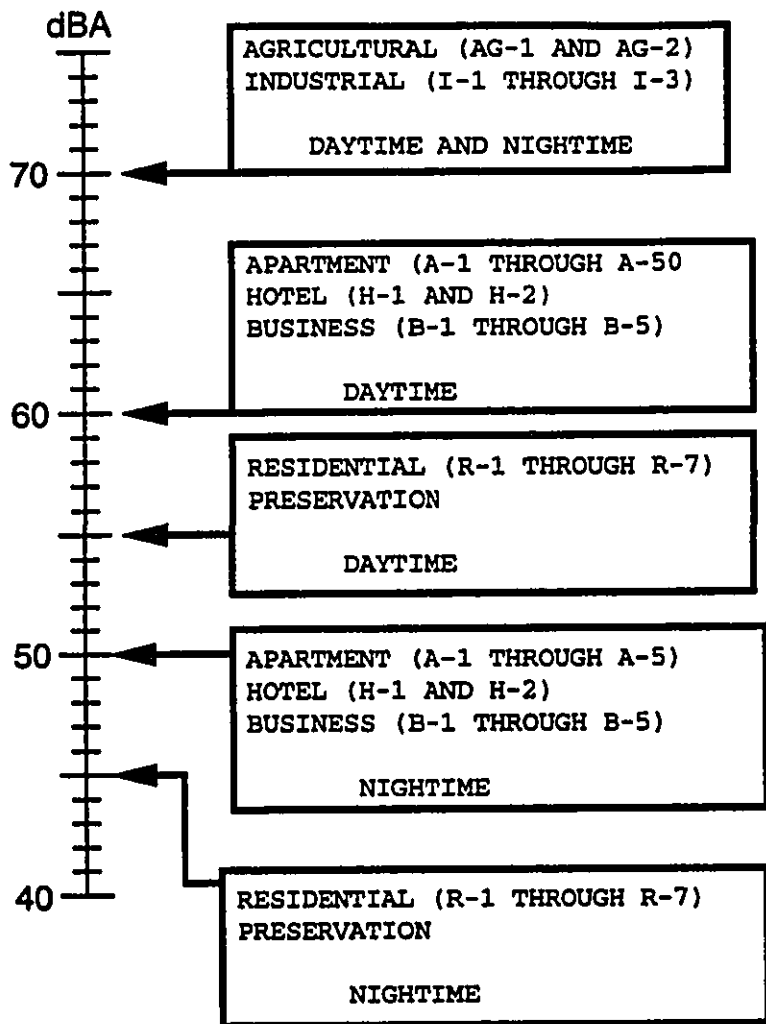 dBA
AGRICULTURAL (AG-1 AND AG-2)
INDUSTRIAL (I-1 THROUGH I-3)
DAYTIME AND NIGHTIME
70
APARTMENT (A-1 THROUGH A-50
HOTEL (H-1 AND H-2)
BUSINESS (B-1 THROUGH B-5)
DAYTIME
60
RESIDENTIAL (R-1 THROUGH R-7)
PRESERVATION
DAYTIME
50
APARTMENT (A-1 THROUGH A-5)
HOTEL (H-1 AND H-2)
BUSINESS (B-1 THROUGH B-5)
NIGHTIME
40
RESIDENTIAL (R-1 THROUGH R-7)
PRESERVATION
NIGHTIME